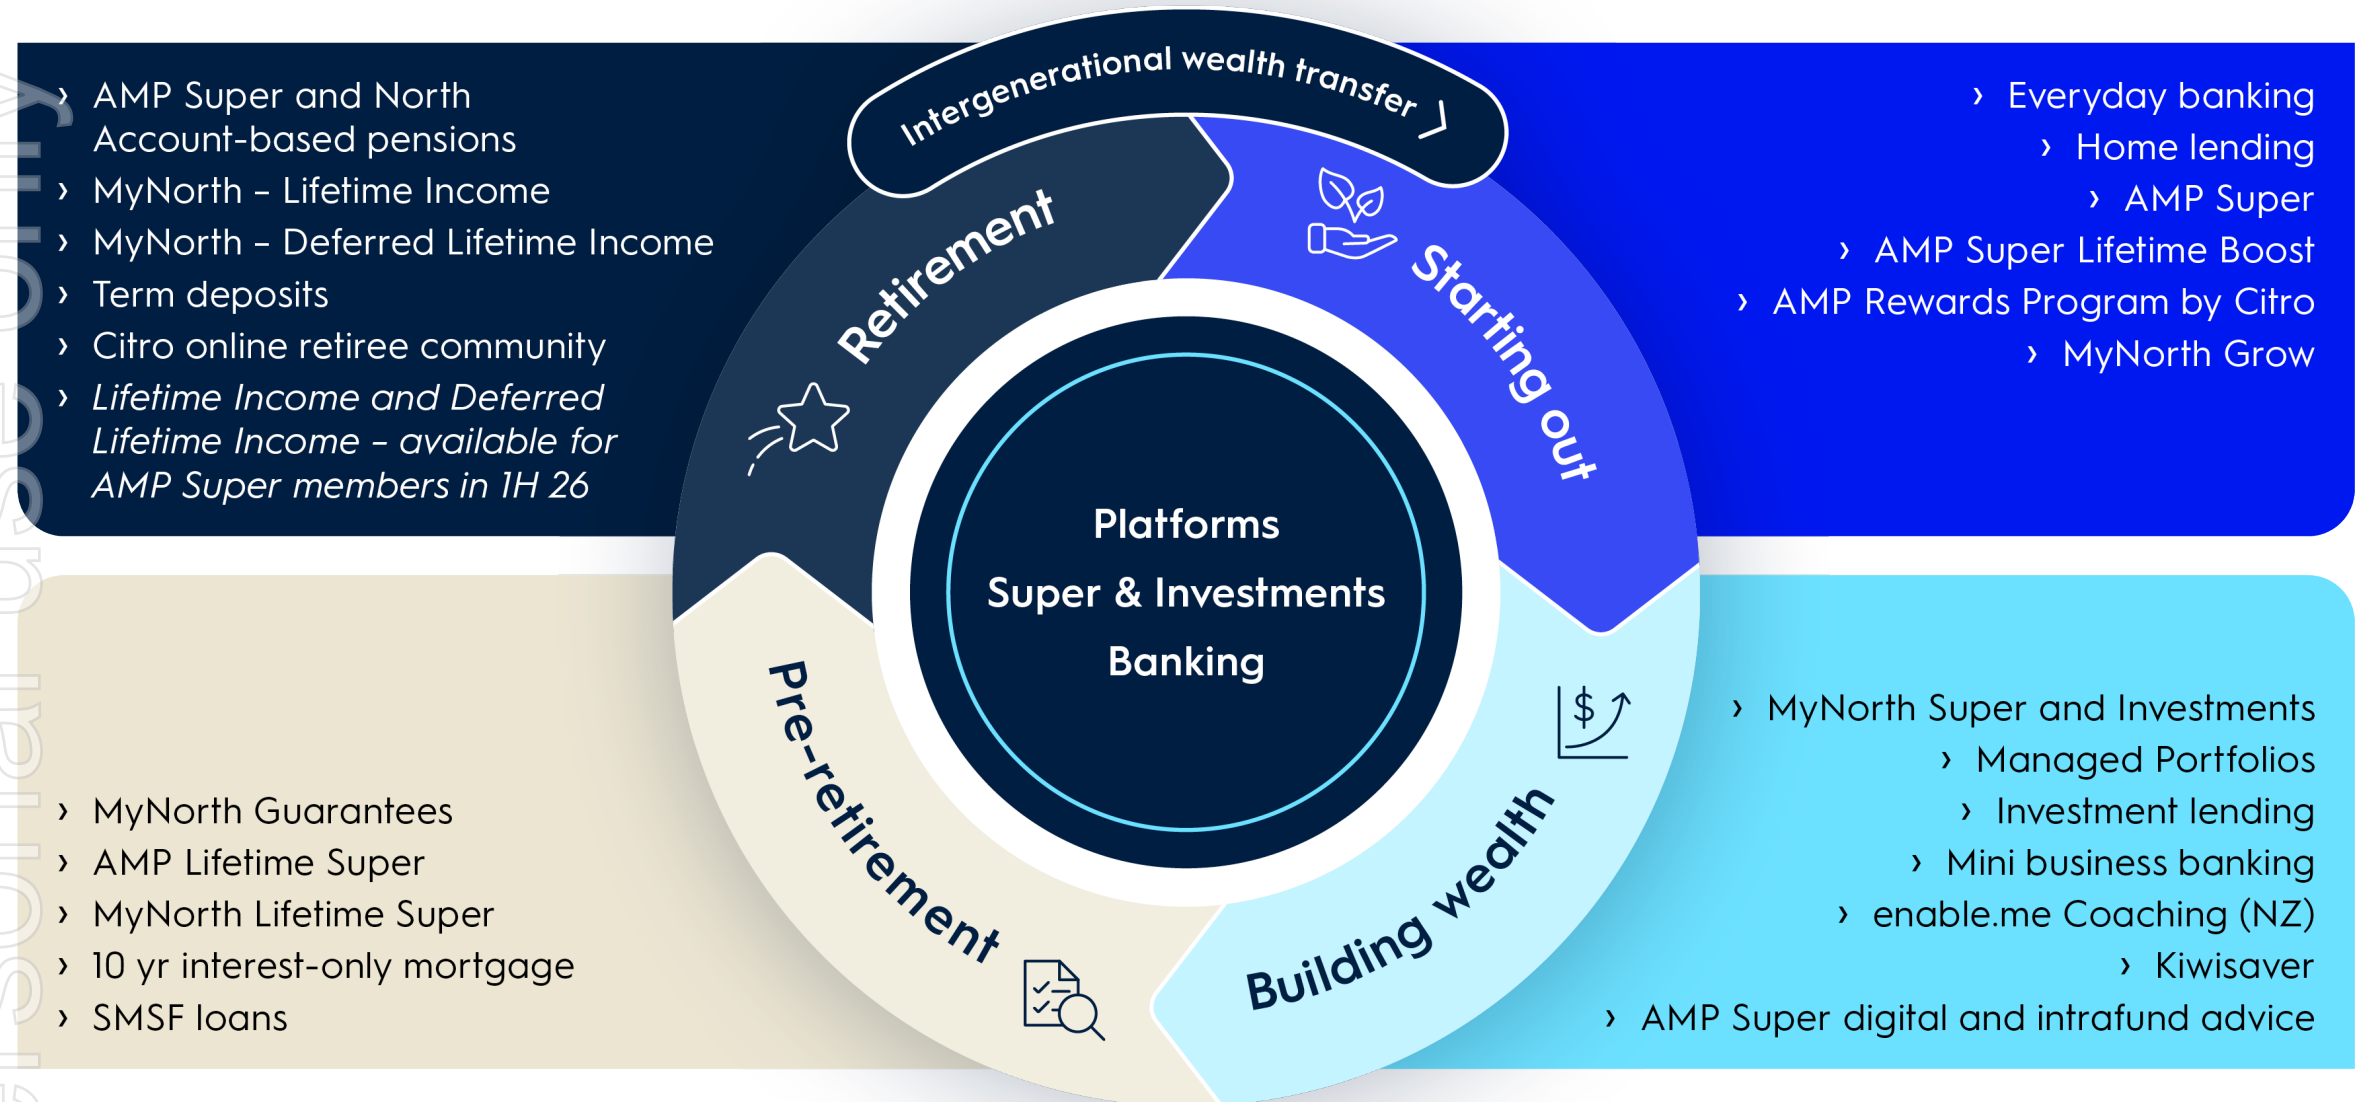 Intergenerational wealth transfer
› AMP Super and North
Account-based pensions
› MyNorth – Lifetime Income
› MyNorth – Deferred Lifetime Income
› Term deposits
› Citro online retiree community
› Lifetime Income and Deferred
Lifetime Income – available for
AMP Super members in 1H 26
Retirement
Starting out
› Everyday banking
› Home lending
› AMP Super
› AMP Super Lifetime Boost
› AMP Rewards Program by Citro
› MyNorth Grow
Platforms
Super & Investments
Banking
› MyNorth Guarantees
› AMP Lifetime Super
› MyNorth Lifetime Super
› 10 yr interest-only mortgage
› SMSF loans
Pre-retirement
Building wealth
$
› MyNorth Super and Investments
› Managed Portfolios
› Investment lending
› Mini business banking
› enable.me Coaching (NZ)
› Kiwisaver
› AMP Super digital and intrafund advice